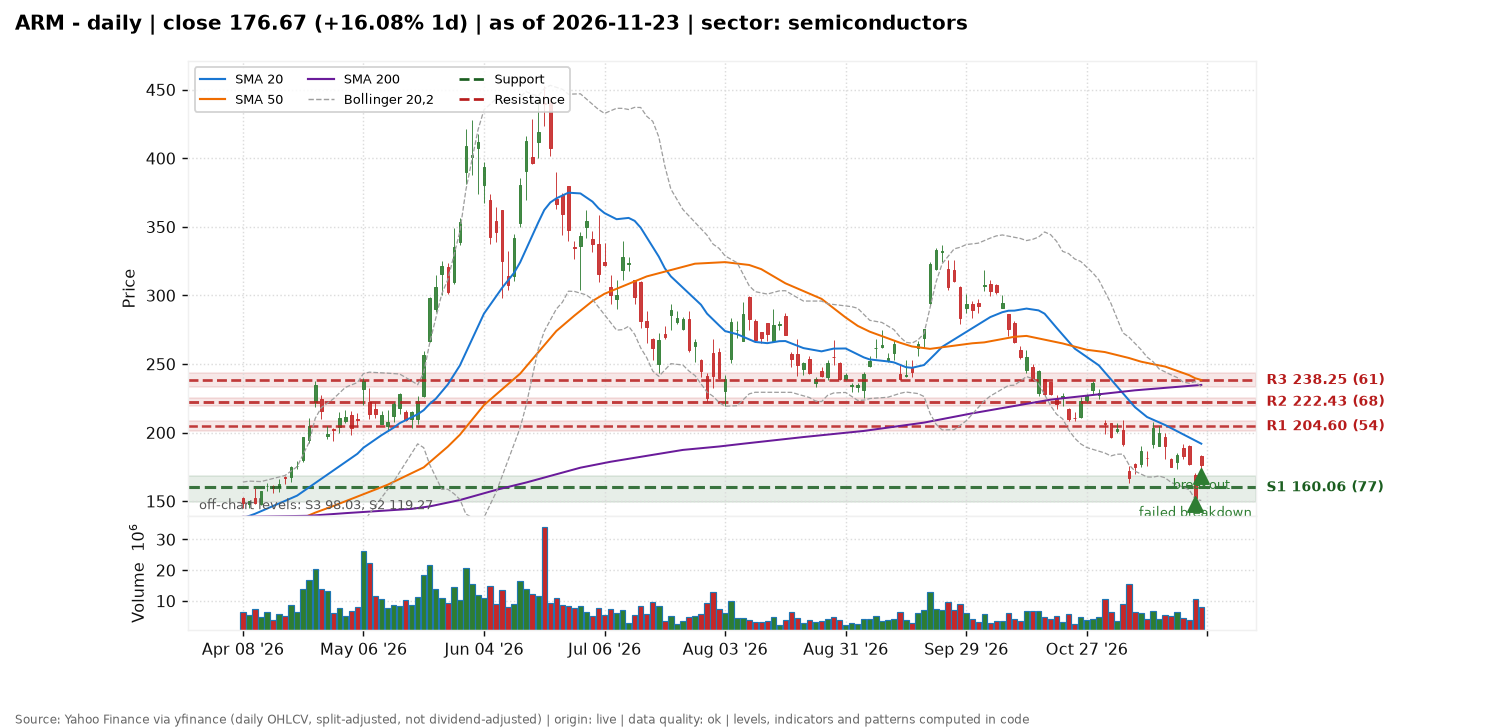 ARM - daily | close 176.67 (+16.08% 1d) | as of 2026-11-23 | sector: semiconductors
SMA 20
SMA 50
SMA 200
Bollinger 20,2
Support
Resistance
Price
450
400
350
300
250
200
150
R3 238.25 (61)
R2 222.43 (68)
R1 204.60 (54)
S1 160.06 (77)
breakout
failed breakdown
off-chart levels: S3 98.03, S2 119.27
Volume 10⁶
30
20
10
Apr 08 '26
May 06 '26
Jun 04 '26
Jul 06 '26
Aug 03 '26
Aug 31 '26
Sep 29 '26
Oct 27 '26
Source: Yahoo Finance via yfinance (daily OHLCV, split-adjusted, not dividend-adjusted) | origin: live | data quality: ok | levels, indicators and patterns computed in code